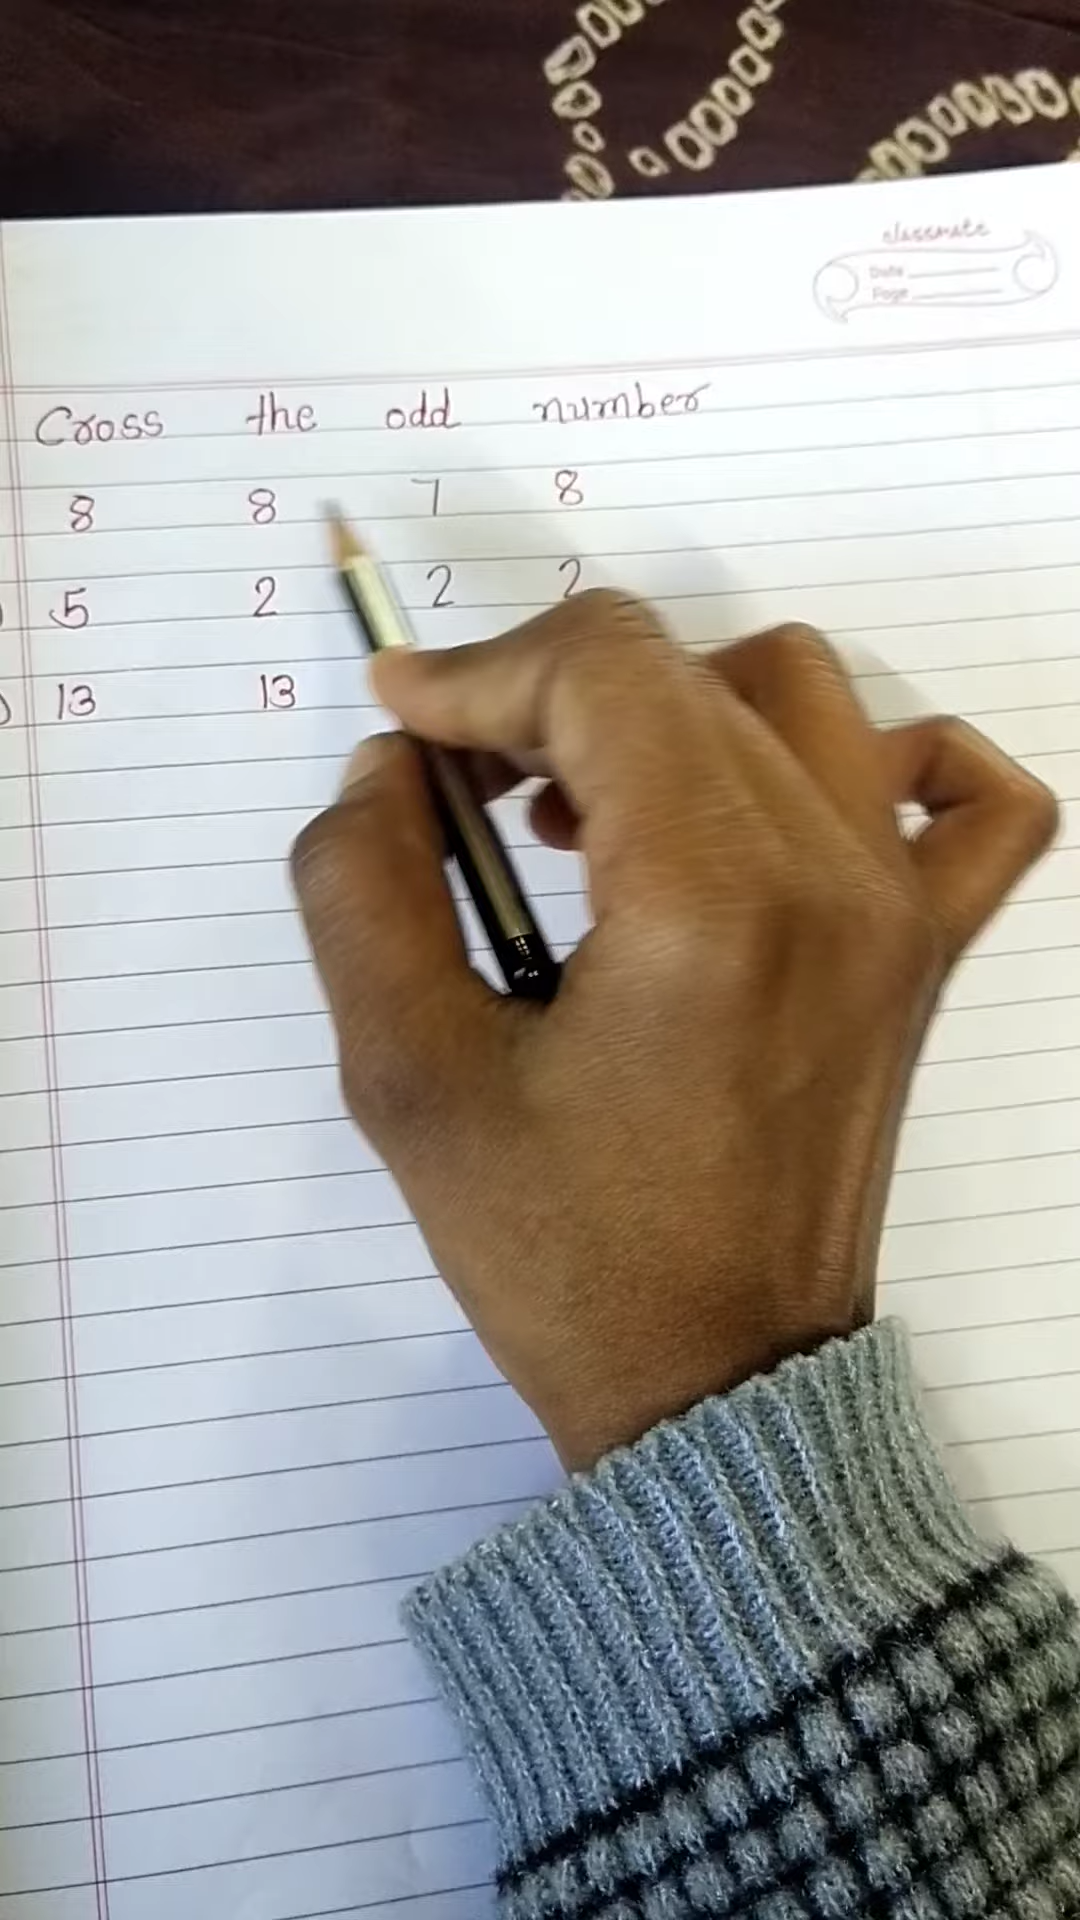 classmate
Date
Page
Cross the odd number
8 8 7 8
5 2 2 2
13 13